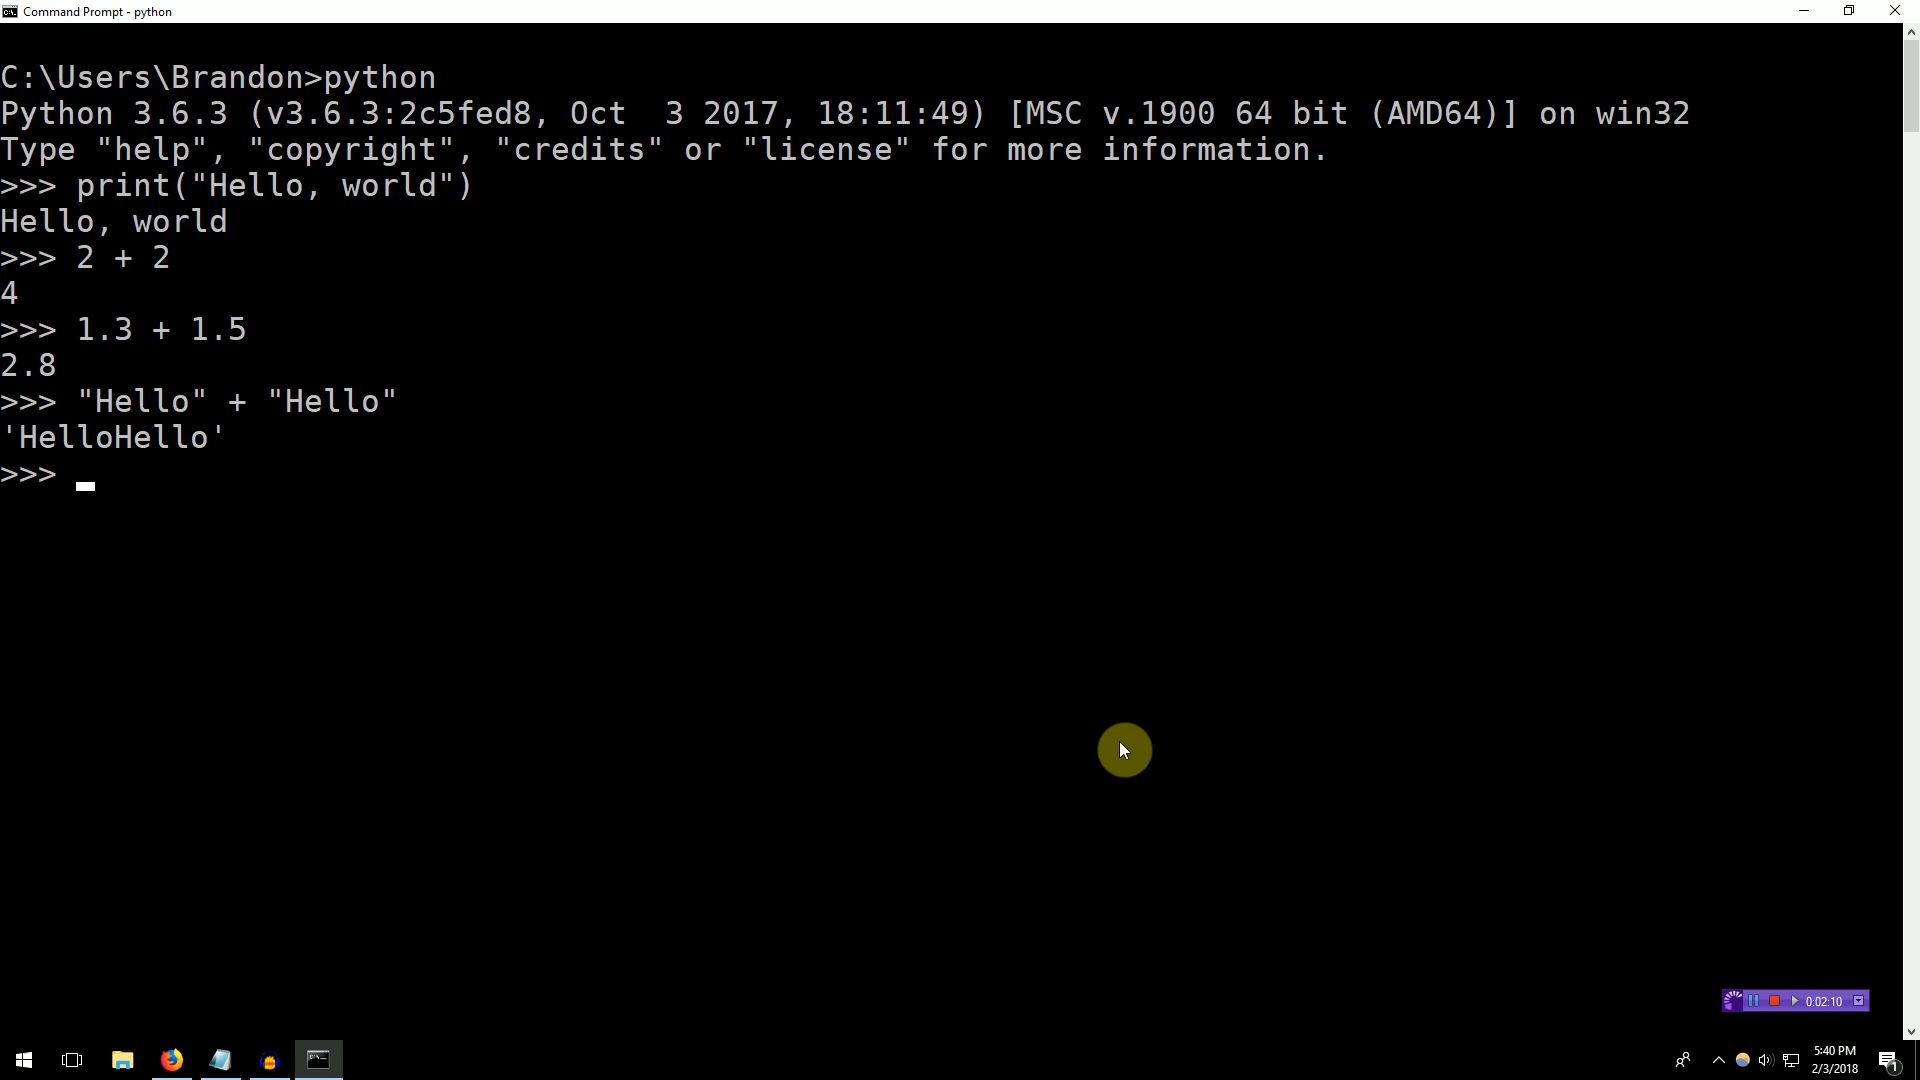 Command Prompt - python
C:\Users\Brandon>python
Python 3.6.3 (v3.6.3:2c5fed8, Oct  3 2017, 18:11:49) [MSC v.1900 64 bit (AMD64)] on win32
Type "help", "copyright", "credits" or "license" for more information.
>>> print("Hello, world")
Hello, world
>>> 2 + 2
4
>>> 1.3 + 1.5
2.8
>>> "Hello" + "Hello"
'HelloHello'
>>>
0:02:10
5:40 PM
2/3/2018
1